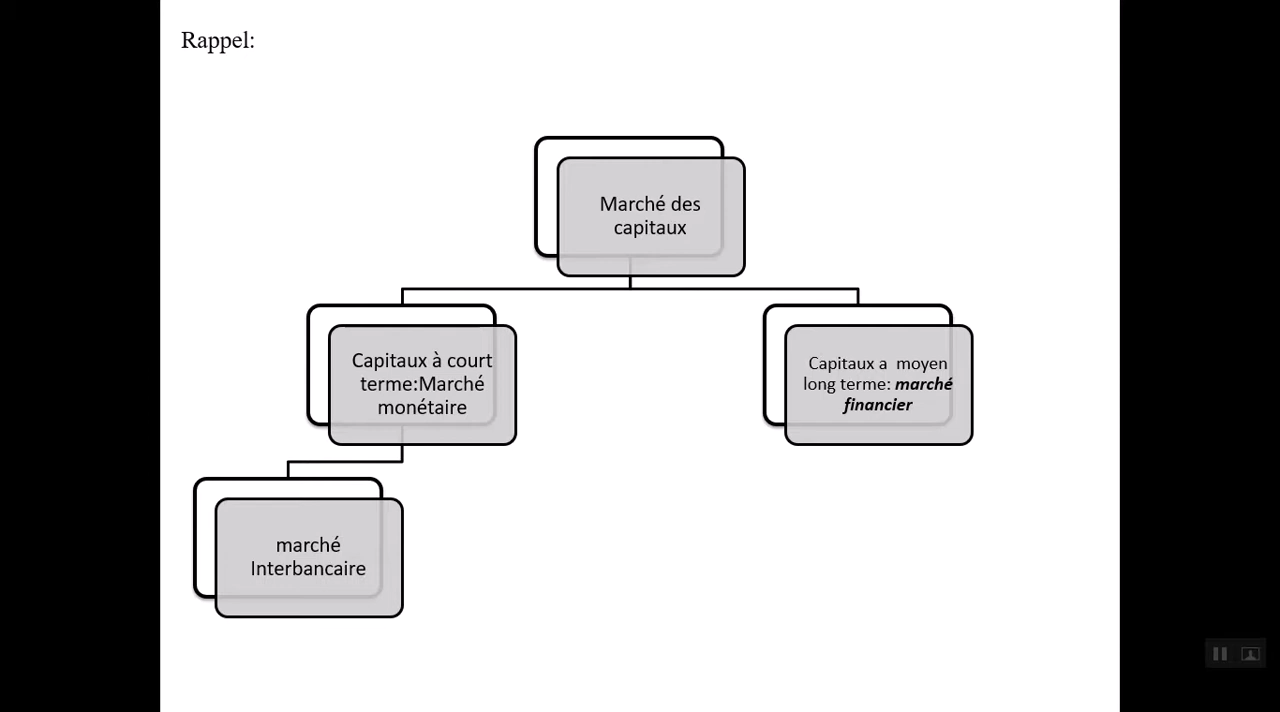 Rappel:
Marché des
capitaux
Capitaux à court
terme:Marché
monétaire
Capitaux a  moyen
long terme: marché
financier
marché
Interbancaire